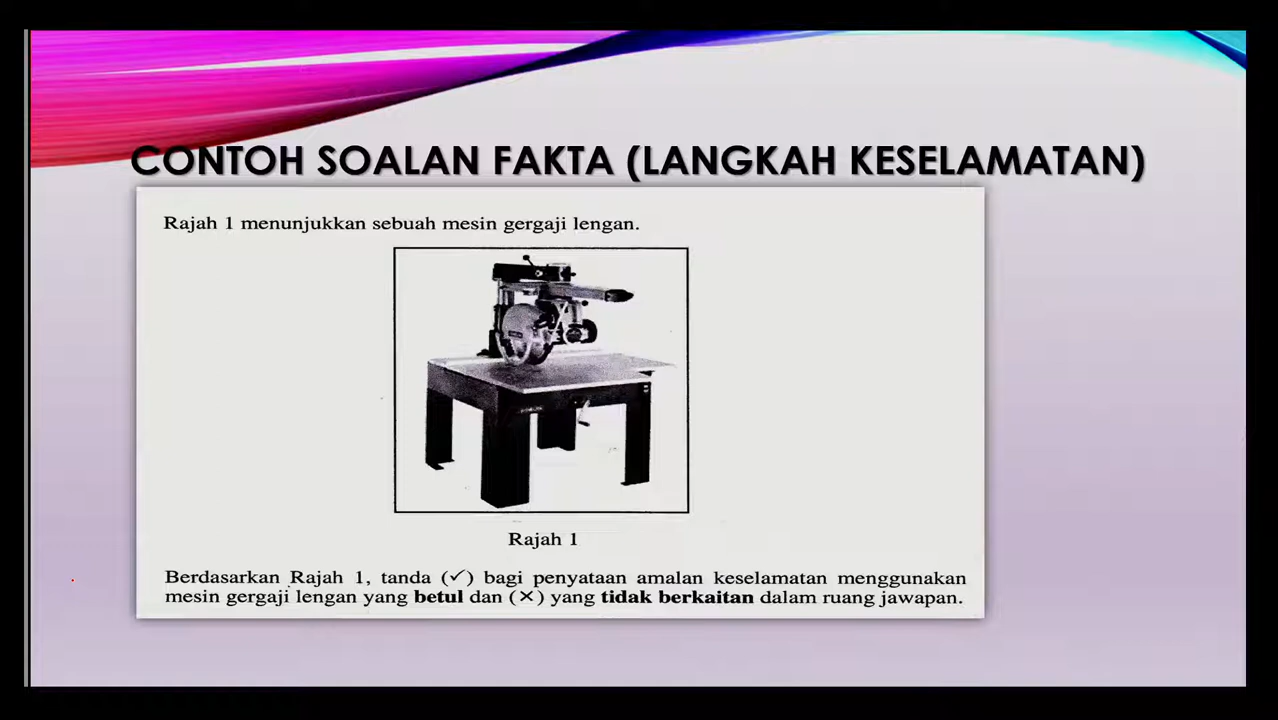 CONTOH SOALAN FAKTA (LANGKAH KESELAMATAN)
Rajah 1 menunjukkan sebuah mesin gergaji lengan.
Rajah 1
Berdasarkan Rajah 1, tanda (✓) bagi penyataan amalan keselamatan menggunakan
mesin gergaji lengan yang betul dan (✕) yang tidak berkaitan dalam ruang jawapan.